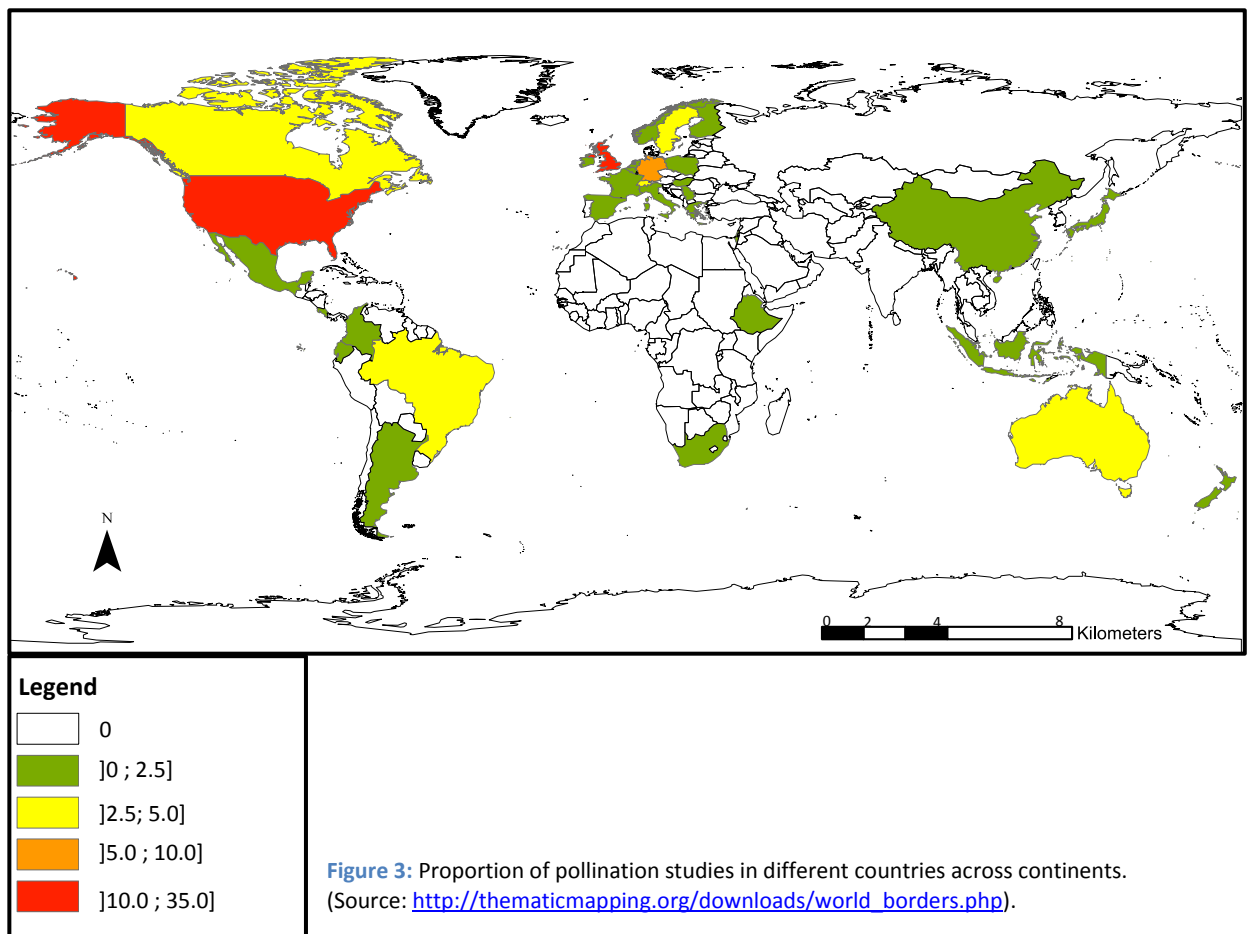 N
0 2 4 8
Kilometers
Legend
0
]0 ; 2.5]
]2.5; 5.0]
]5.0 ; 10.0]
]10.0 ; 35.0]
Figure 3: Proportion of pollination studies in different countries across continents.
(Source: http://thematicmapping.org/downloads/world_borders.php).